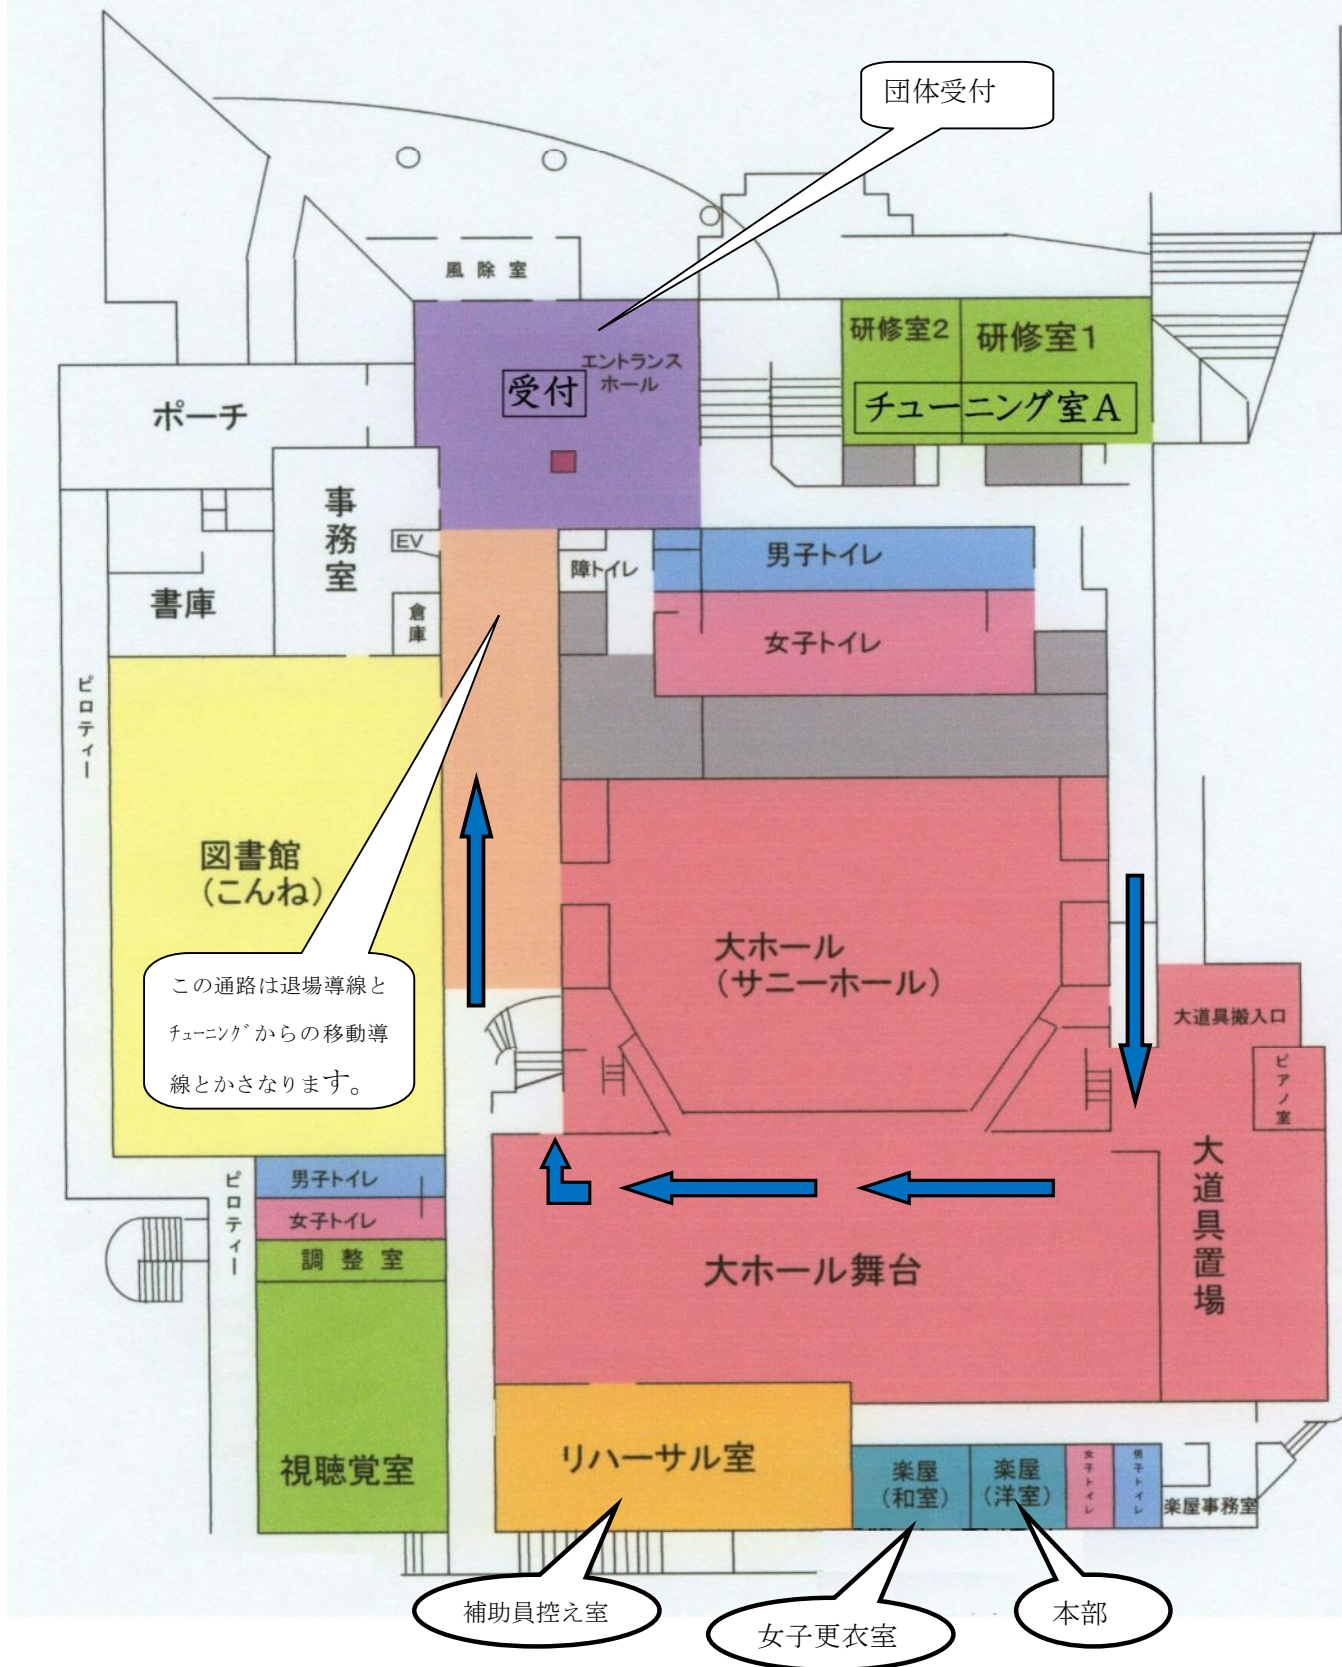 団体受付
風除室
研修室2
研修室1
エントランス
ホール
受付
チューニング室A
ポーチ
事務室
EV
障トイレ
男子トイレ
書庫
倉庫
女子トイレ
ピロティー
図書館
(こんね)
大ホール
(サニーホール)
この通路は退場導線と
ﾁｭｰﾆﾝｸﾞからの移動導
線とかさなります。
大道具搬入口
ピアノ室
大道具置場
ピロティー
男子トイレ
女子トイレ
調整室
大ホール舞台
視聴覚室
リハーサル室
楽屋
(和室)
楽屋
(洋室)
女子トイレ
男子トイレ
楽屋事務室
補助員控え室
女子更衣室
本部